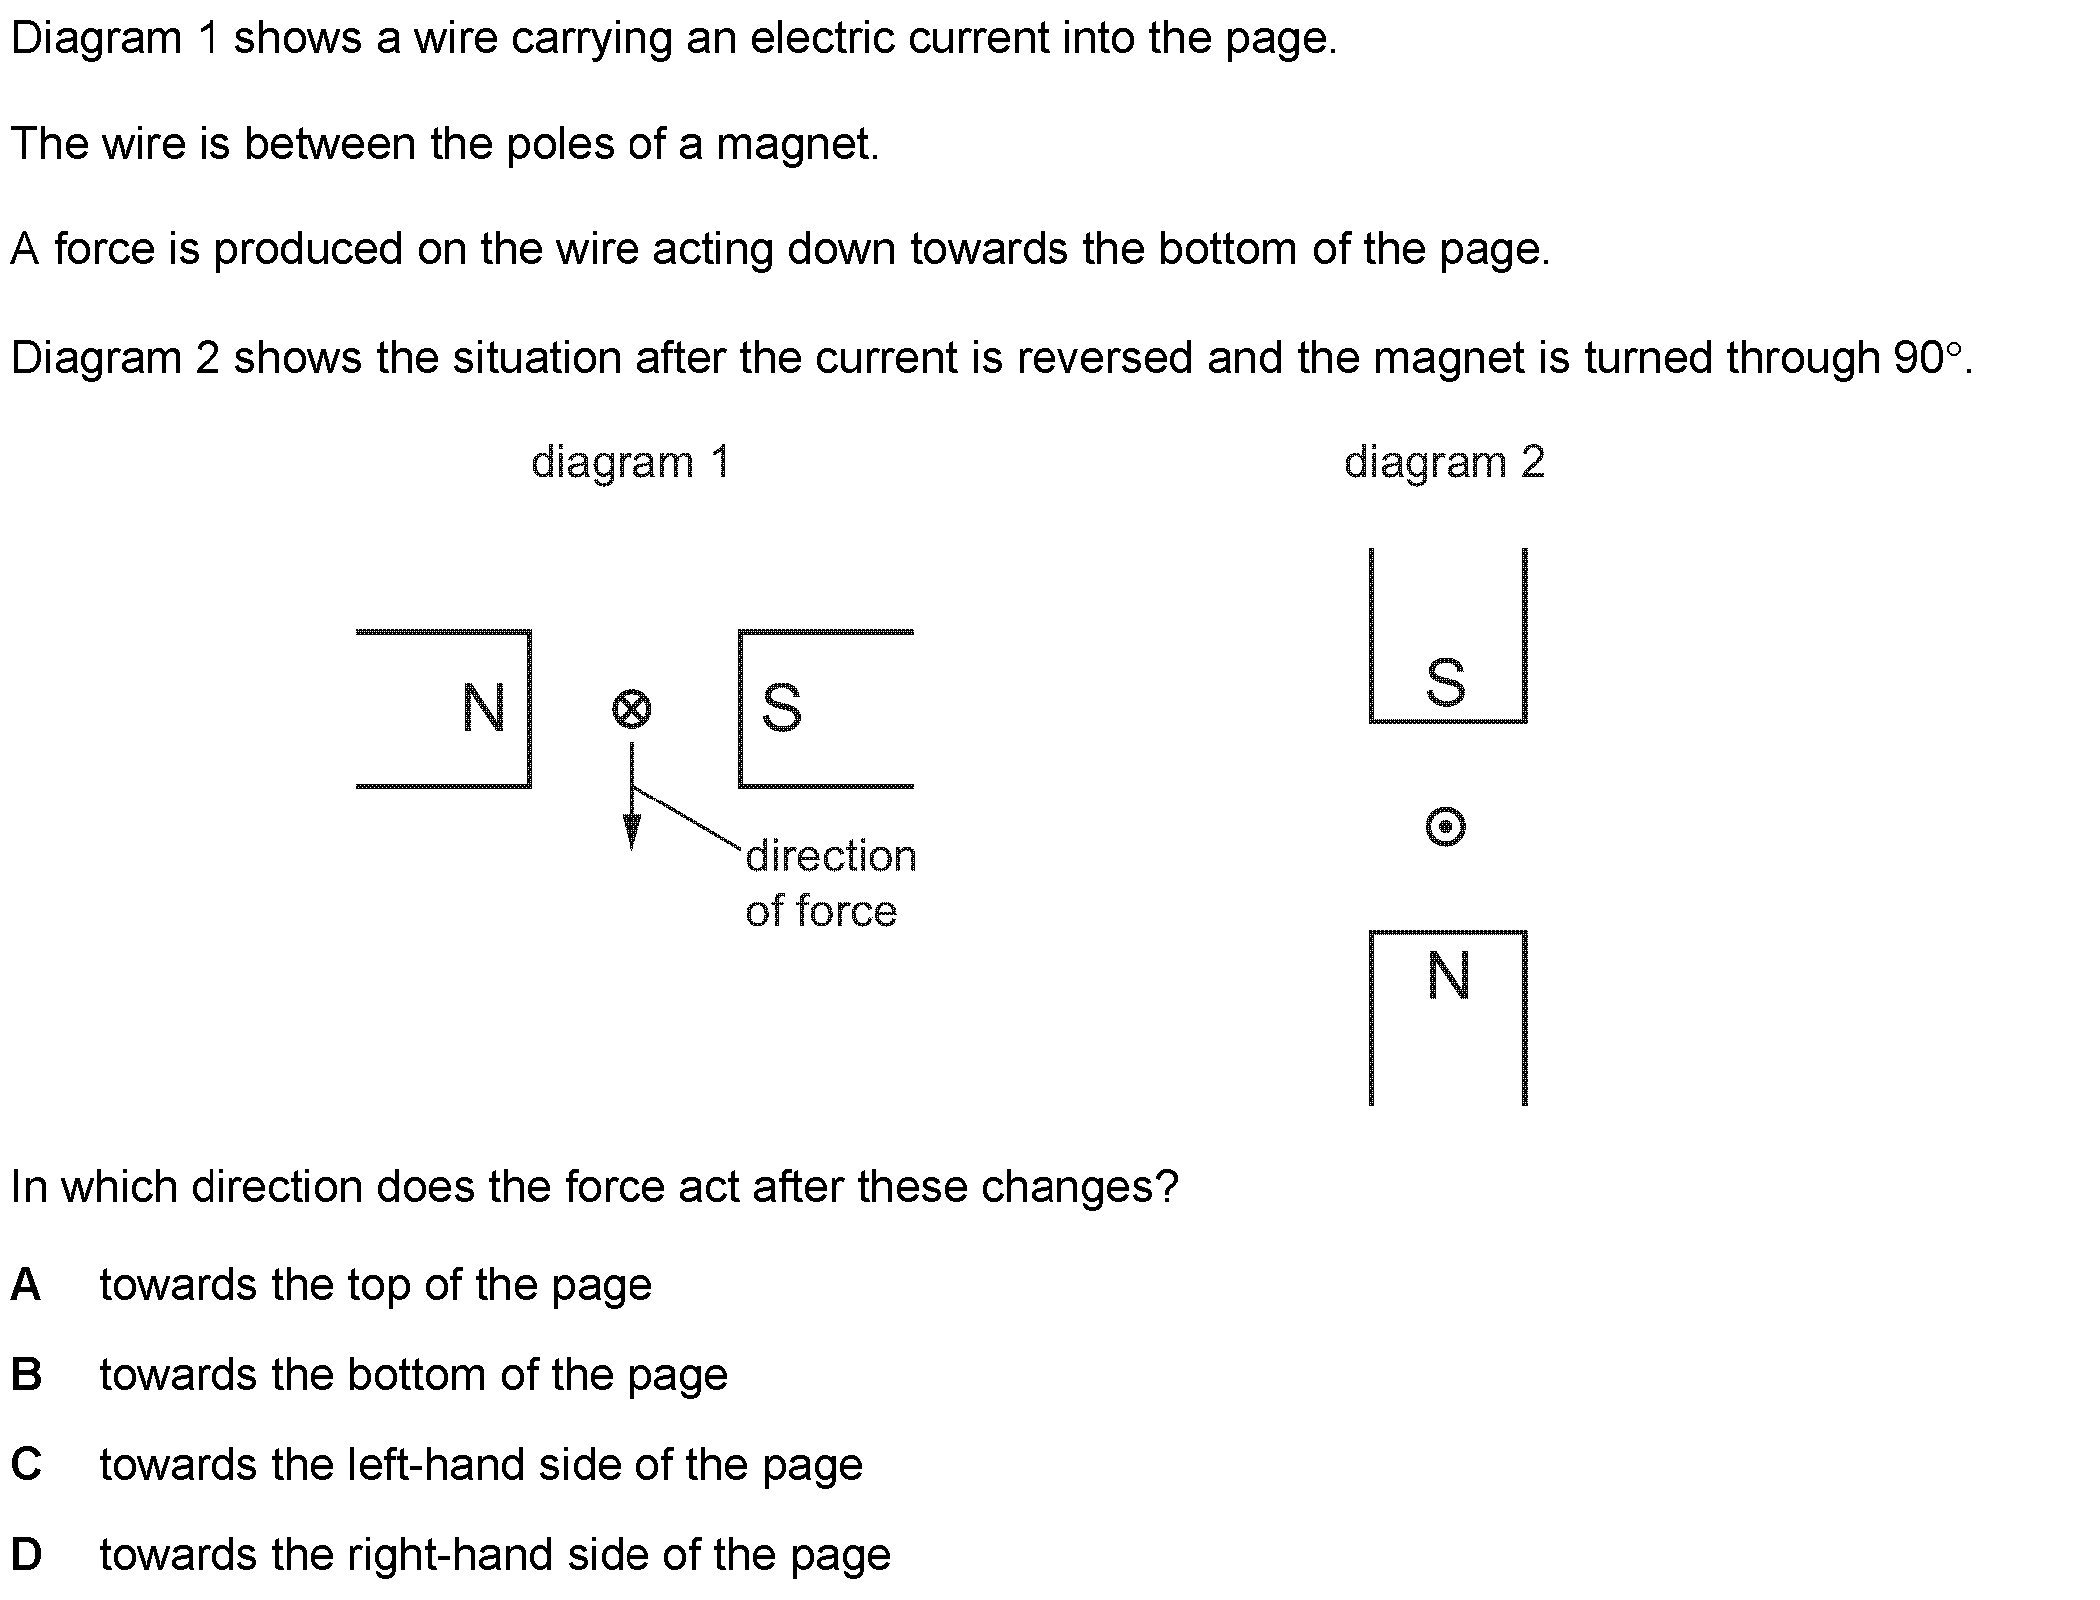 Diagram 1 shows a wire carrying an electric current into the page.
The wire is between the poles of a magnet.
A force is produced on the wire acting down towards the bottom of the page.
Diagram 2 shows the situation after the current is reversed and the magnet is turned through 90°.
diagram 1
N
S
direction
of force
diagram 2
S
N
In which direction does the force act after these changes?
A towards the top of the page
B towards the bottom of the page
C towards the left-hand side of the page
D towards the right-hand side of the page